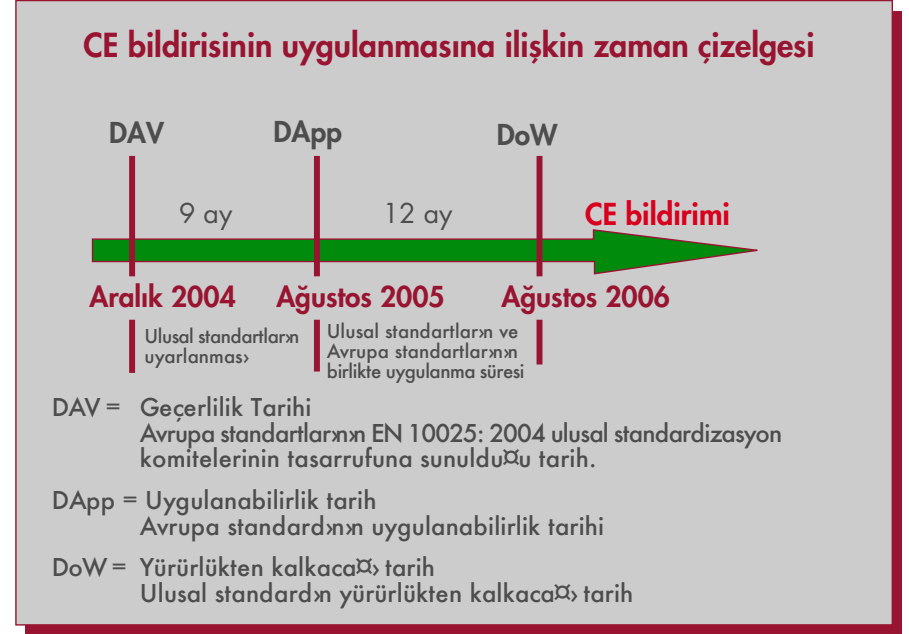 CE bildirisinin uygulanmasına ilişkin zaman çizelgesi
DAV DApp DoW
9 ay 12 ay CE bildirimi
Aralık 2004 Ağustos 2005 Ağustos 2006
Ulusal standartlar›n
uyarlanmas›
Ulusal standartlar›n ve
Avrupa standartlar›n›n
birlikte uygulanma süresi
DAV = Geçerlilik Tarihi
Avrupa standartlar›n›n EN 10025: 2004 ulusal standardizasyon
komitelerinin tasarrufuna sunuldu¤u tarih.
DApp = Uygulanabilirlik tarih
Avrupa standard›n›n uygulanabilirlik tarihi
DoW = Yürürlükten kalkaca¤› tarih
Ulusal standard›n yürürlükten kalkaca¤› tarih